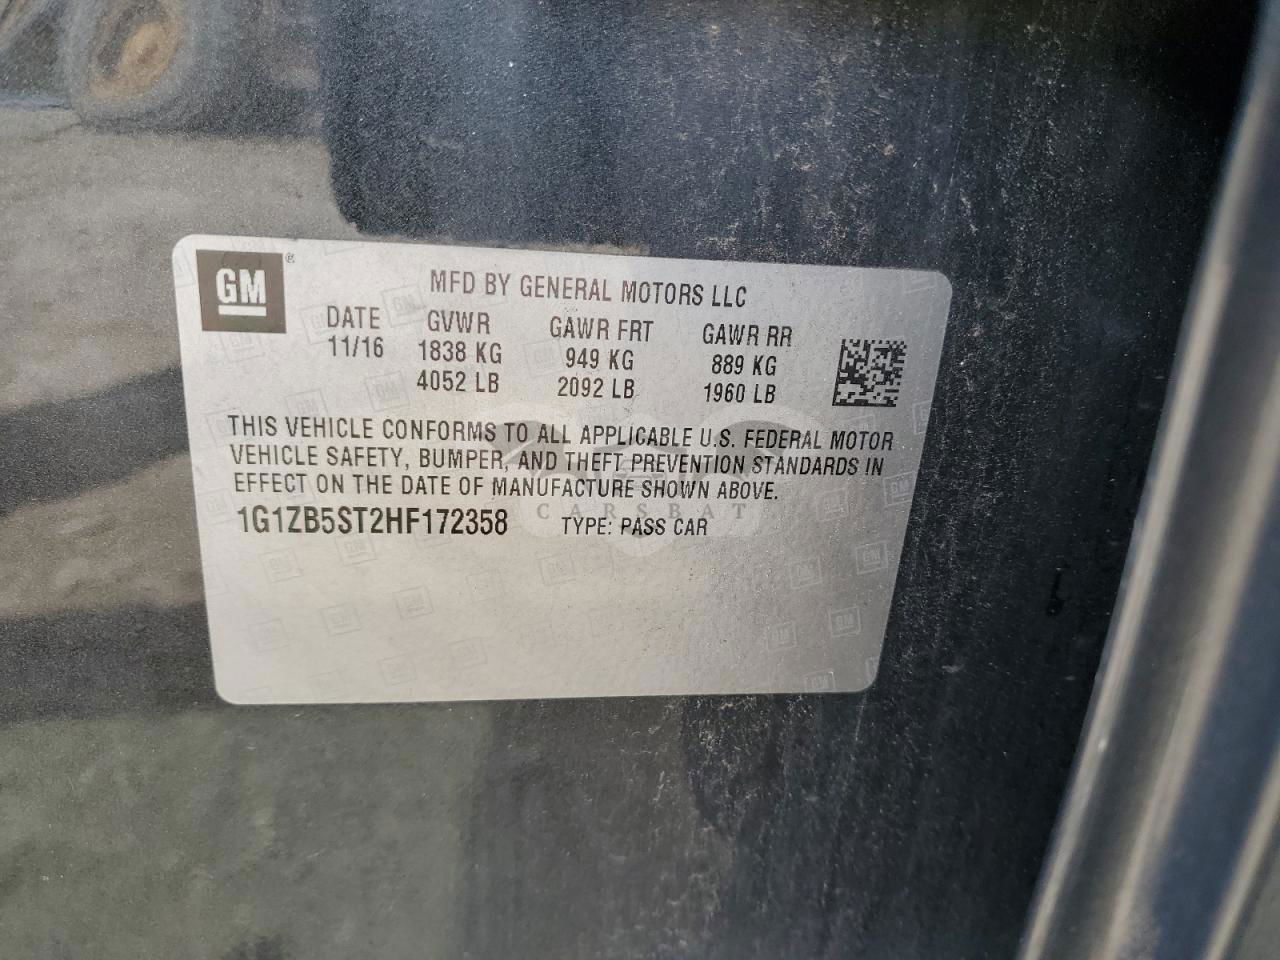 GM®
MFD BY GENERAL MOTORS LLC
DATE GVWR GAWR FRT GAWR RR
11/16 1838 KG 949 KG 889 KG
4052 LB 2092 LB 1960 LB
THIS VEHICLE CONFORMS TO ALL APPLICABLE U.S. FEDERAL MOTOR
VEHICLE SAFETY, BUMPER, AND THEFT PREVENTION STANDARDS IN
EFFECT ON THE DATE OF MANUFACTURE SHOWN ABOVE.
1G1ZB5ST2HF172358 TYPE: PASS CAR
CARSBAT